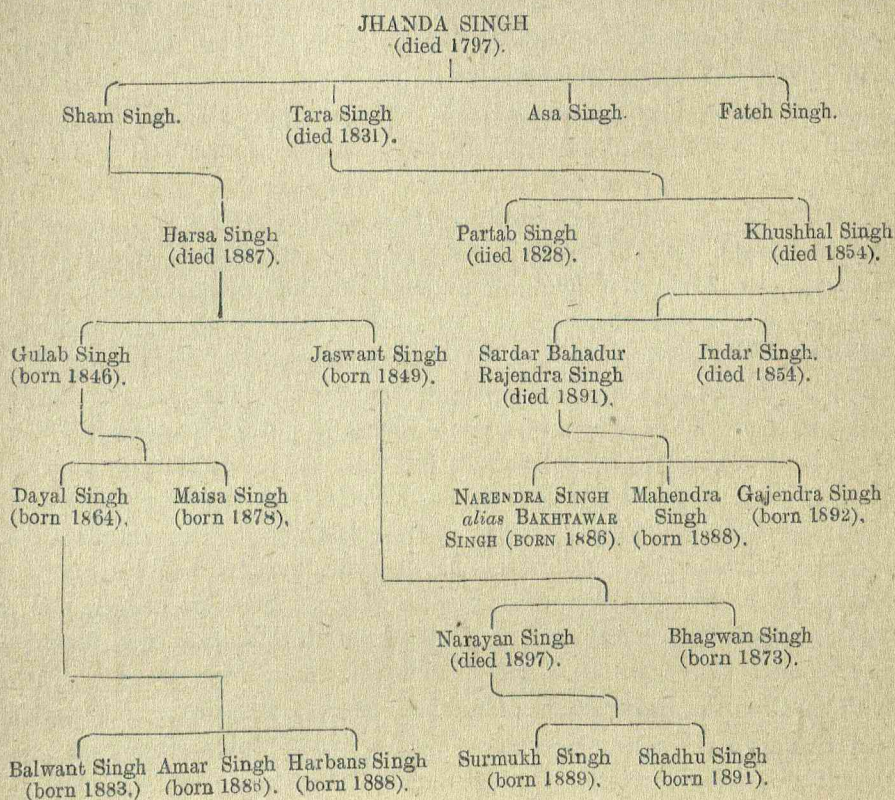 JHANDA SINGH
(died 1797).
Sham Singh. Tara Singh Asa Singh. Fateh Singh.
(died 1831).
Harsa Singh Partab Singh Khushhal Singh
(died 1887). (died 1828). (died 1854).
Gulab Singh Jaswant Singh Sardar Bahadur Indar Singh.
(born 1846). (born 1849). Rajendra Singh (died 1854).
(died 1891).
Dayal Singh Maisa Singh NARENDRA SINGH Mahendra Gajendra Singh
(born 1864). (born 1878). alias BAKHTAWAR Singh (born 1892).
SINGH (BORN 1886). (born 1888).
Narayan Singh Bhagwan Singh
(died 1897). (born 1873).
Balwant Singh Amar Singh Harbans Singh Surmukh Singh Shadhu Singh
(born 1883.) (born (born 1888). (born 1889). (born 1891).